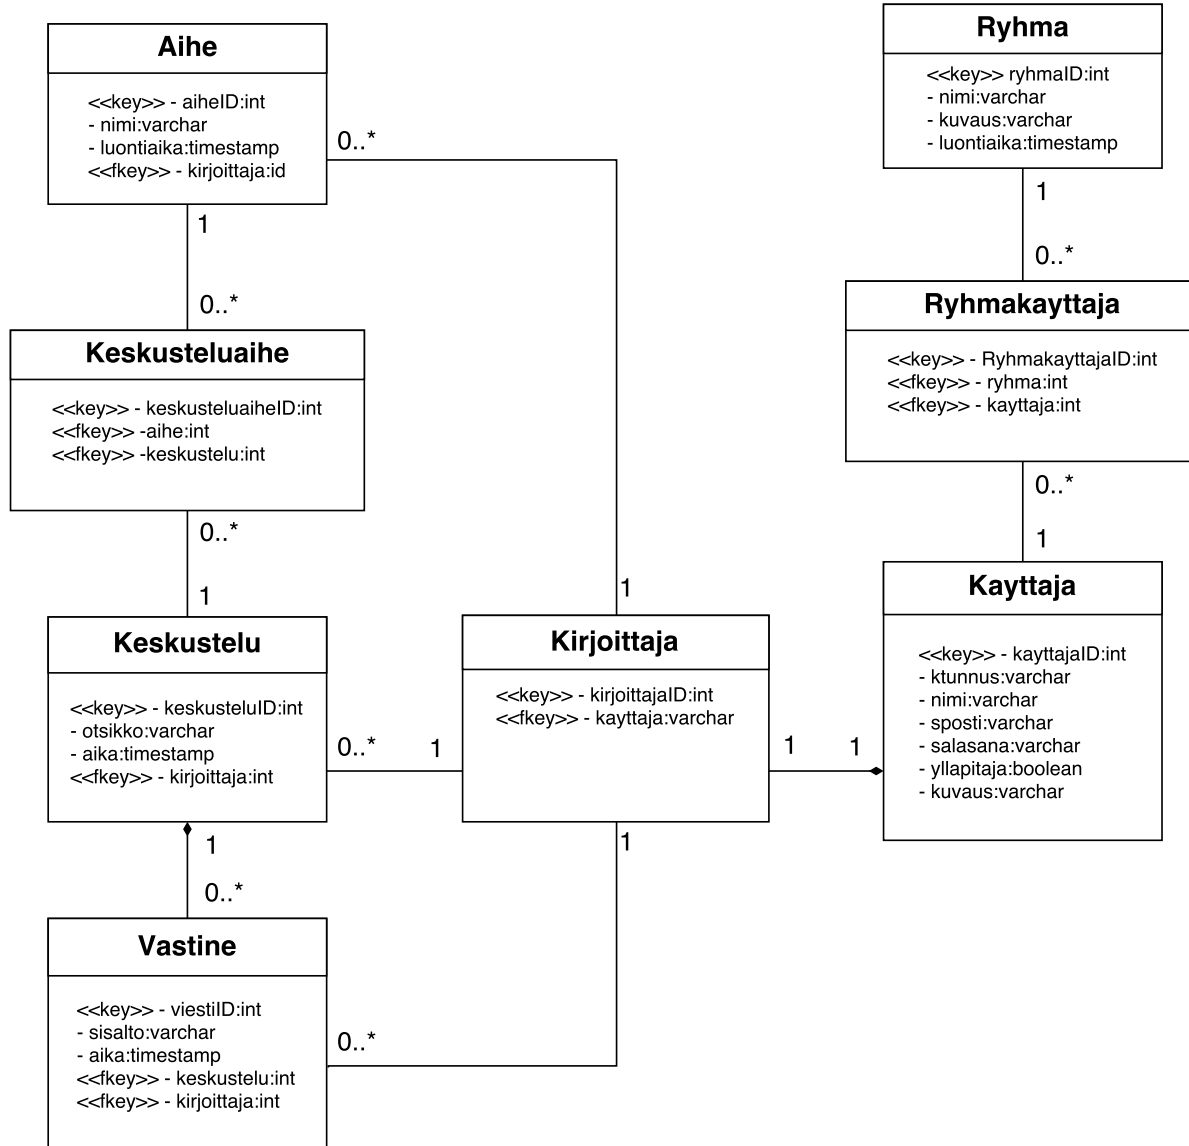 Aihe
<<key>> - aiheID:int
- nimi:varchar
- luontiaika:timestamp
<<fkey>> - kirjoittaja:id
0..*
1
0..*
Keskusteluaihe
<<key>> - keskusteluaiheID:int
<<fkey>> -aihe:int
<<fkey>> -keskustelu:int
0..*
1
Keskustelu
<<key>> - keskusteluID:int
- otsikko:varchar
- aika:timestamp
<<fkey>> - kirjoittaja:int
0..*
1
1
0..*
Vastine
<<key>> - viestiID:int
- sisalto:varchar
- aika:timestamp
<<fkey>> - keskustelu:int
<<fkey>> - kirjoittaja:int
0..*
1
Kirjoittaja
<<key>> - kirjoittajaID:int
<<fkey>> - kayttaja:varchar
1
1
1
Ryhma
<<key>> ryhmaID:int
- nimi:varchar
- kuvaus:varchar
- luontiaika:timestamp
1
0..*
Ryhmakayttaja
<<key>> - RyhmakayttajaID:int
<<fkey>> - ryhma:int
<<fkey>> - kayttaja:int
0..*
1
Kayttaja
<<key>> - kayttajaID:int
- ktunnus:varchar
- nimi:varchar
- sposti:varchar
- salasana:varchar
- yllapitaja:boolean
- kuvaus:varchar